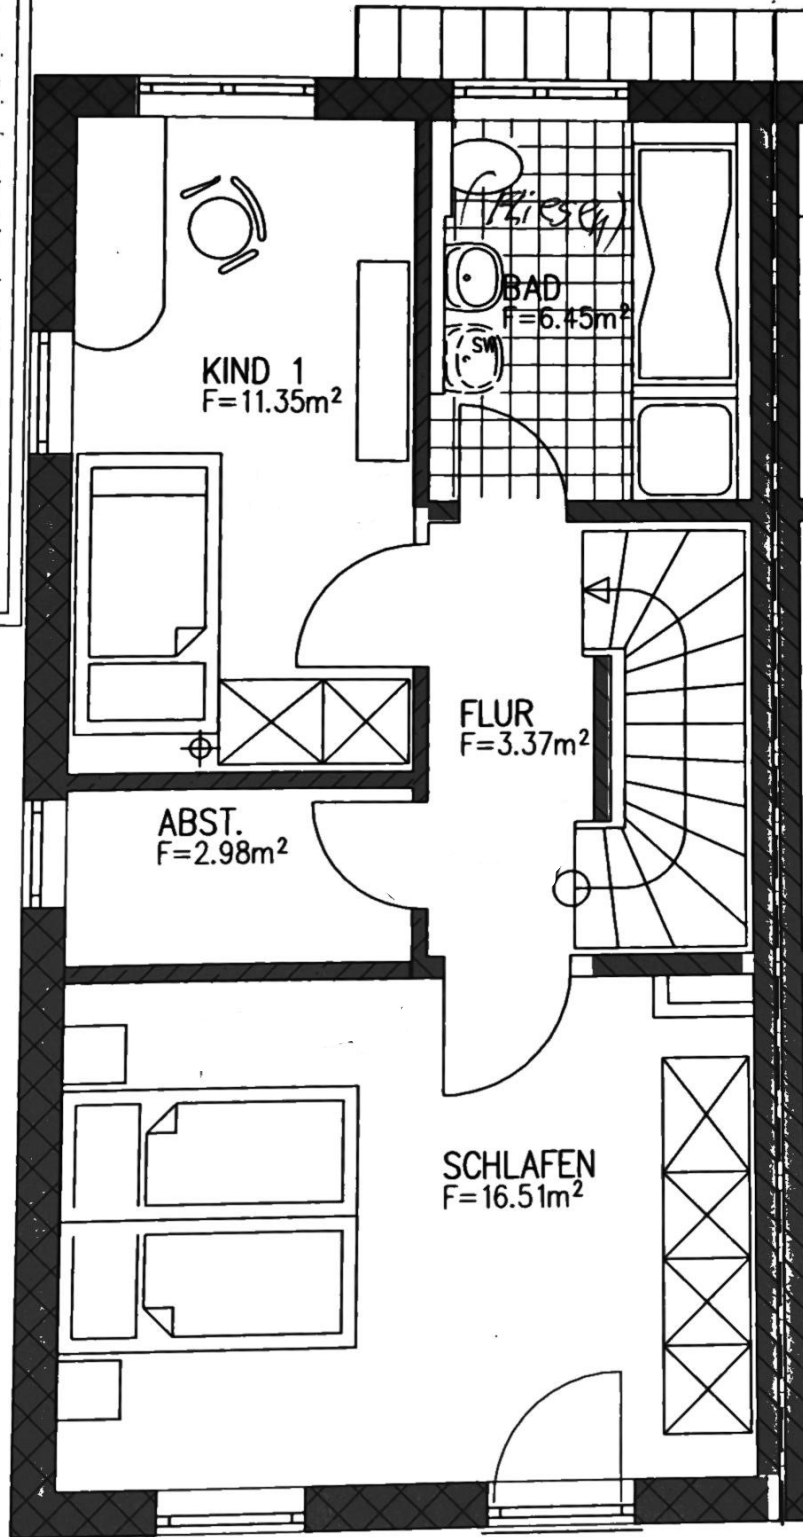 (Fliesen)
BAD
F=6.45m²
SW
KIND 1
F=11.35m²
FLUR
F=3.37m²
ABST.
F=2.98m²
SCHLAFEN
F=16.51m²